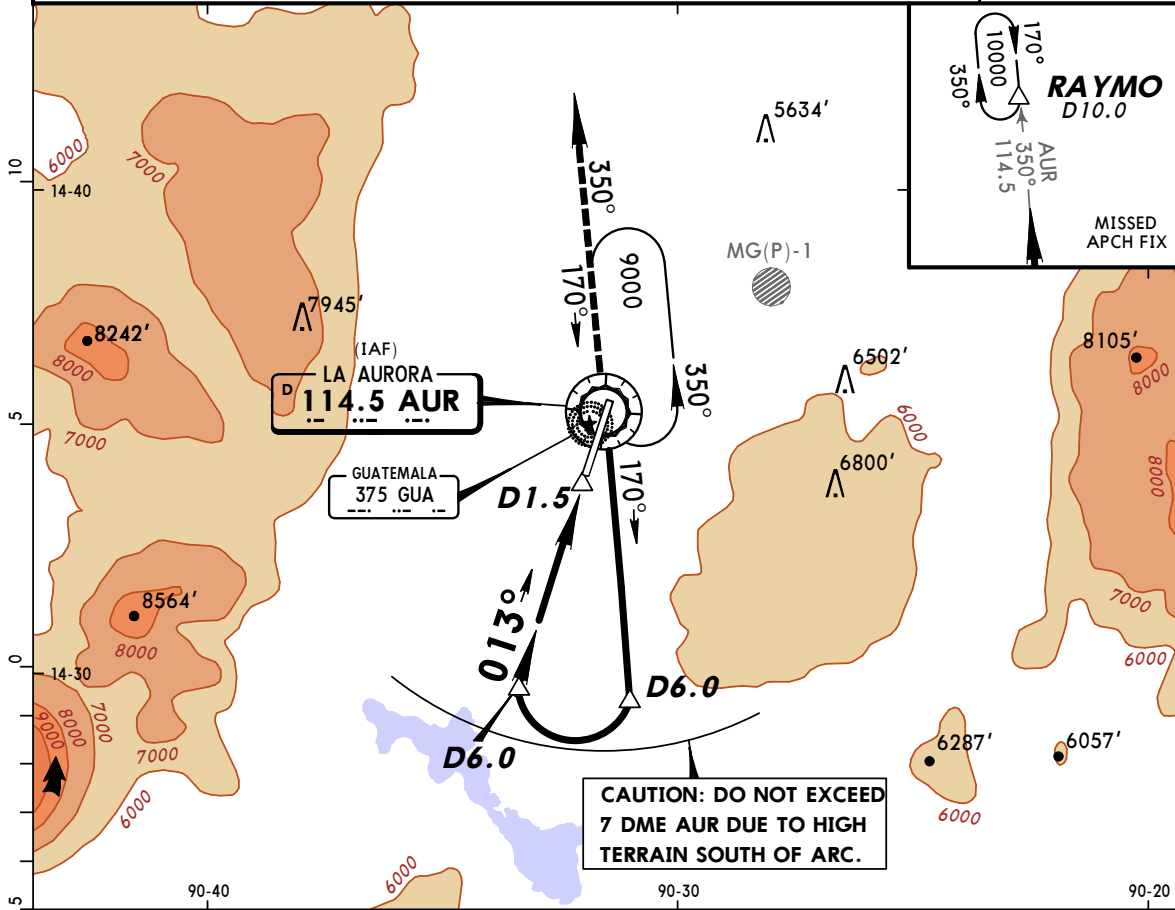 170°
10000
350°
RAYMO
D10.0
AUR
350°
114.5
MISSED
APCH FIX
5634'
6000
7000
10
14-40
350°
MG(P)-1
9000
170°
7945'
8242'
8000
(IAF)
LA AURORA
D 114.5 AUR
6502'
8105'
8000
350°
5
7000
6000
GUATEMALA
375 GUA
D1.5
170°
6800'
8000
8564'
8000
013°
7000
6000
0
14-30
D6.0
D6.0
9000
8000
7000
7000
6000
6287'
6057'
6000
CAUTION: DO NOT EXCEED
7 DME AUR DUE TO HIGH
TERRAIN SOUTH OF ARC.
6000
5
90-40
90-30
90-20